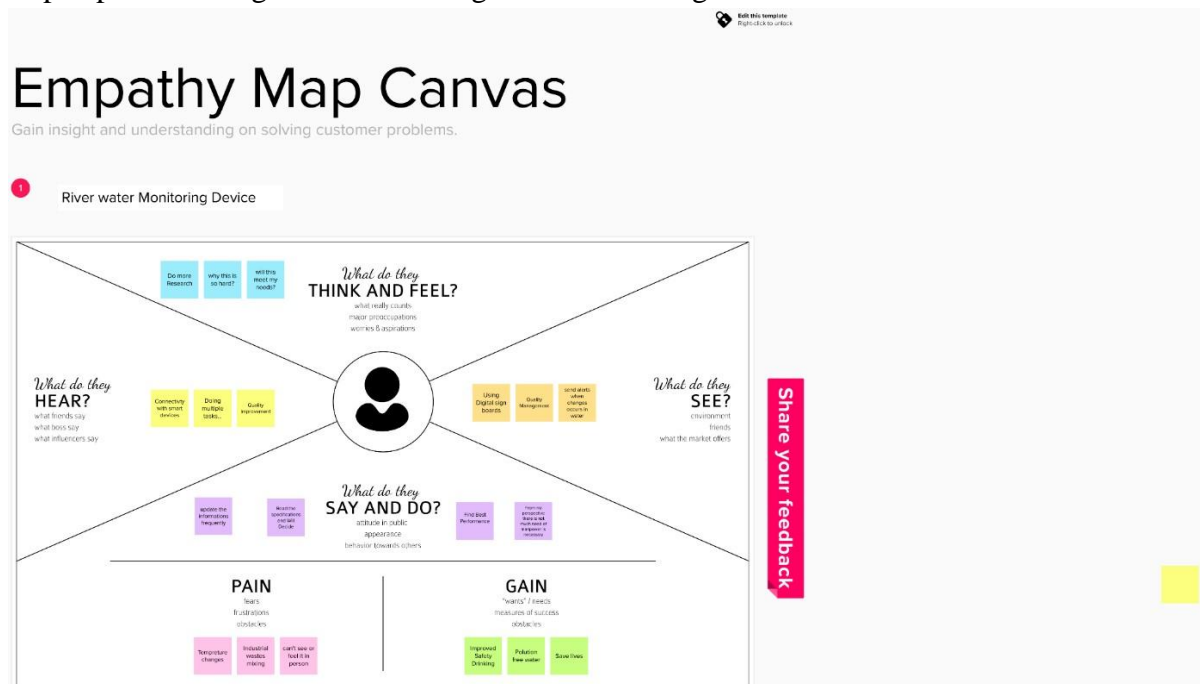 Edit this template
Right-click to unlock
Empathy Map Canvas
Gain insight and understanding on solving customer problems.
1
River water Monitoring Device
Do more
Research
why this is
so hard?
will this
meet my
needs?
What do they
THINK AND FEEL?
what really counts
major preoccupations
worries & aspirations
What do they
HEAR?
what friends say
what boss say
what influencers say
Connectivity
with smart
devices
Doing
multiple
tasks...
Quality
improvement
Using
Digital sign
boards
Quality
Management
send alerts
when
changes
occurs in
water
What do they
SEE?
environment
friends
what the market offers
Share your feedback
What do they
SAY AND DO?
attitude in public
appearance
behavior towards others
update the
informations
frequently
Read the
specifications
Decide
Find Best
Performance
perspective
PAIN
fears
frustrations
obstacles
GAIN
"wants" / needs
measures of success
obstacles
Temprature
changes
Industrial
wastes
mixing
can't see or
feel it in
person
Improved
Safety
Drinking
Polution
free water
Save lives